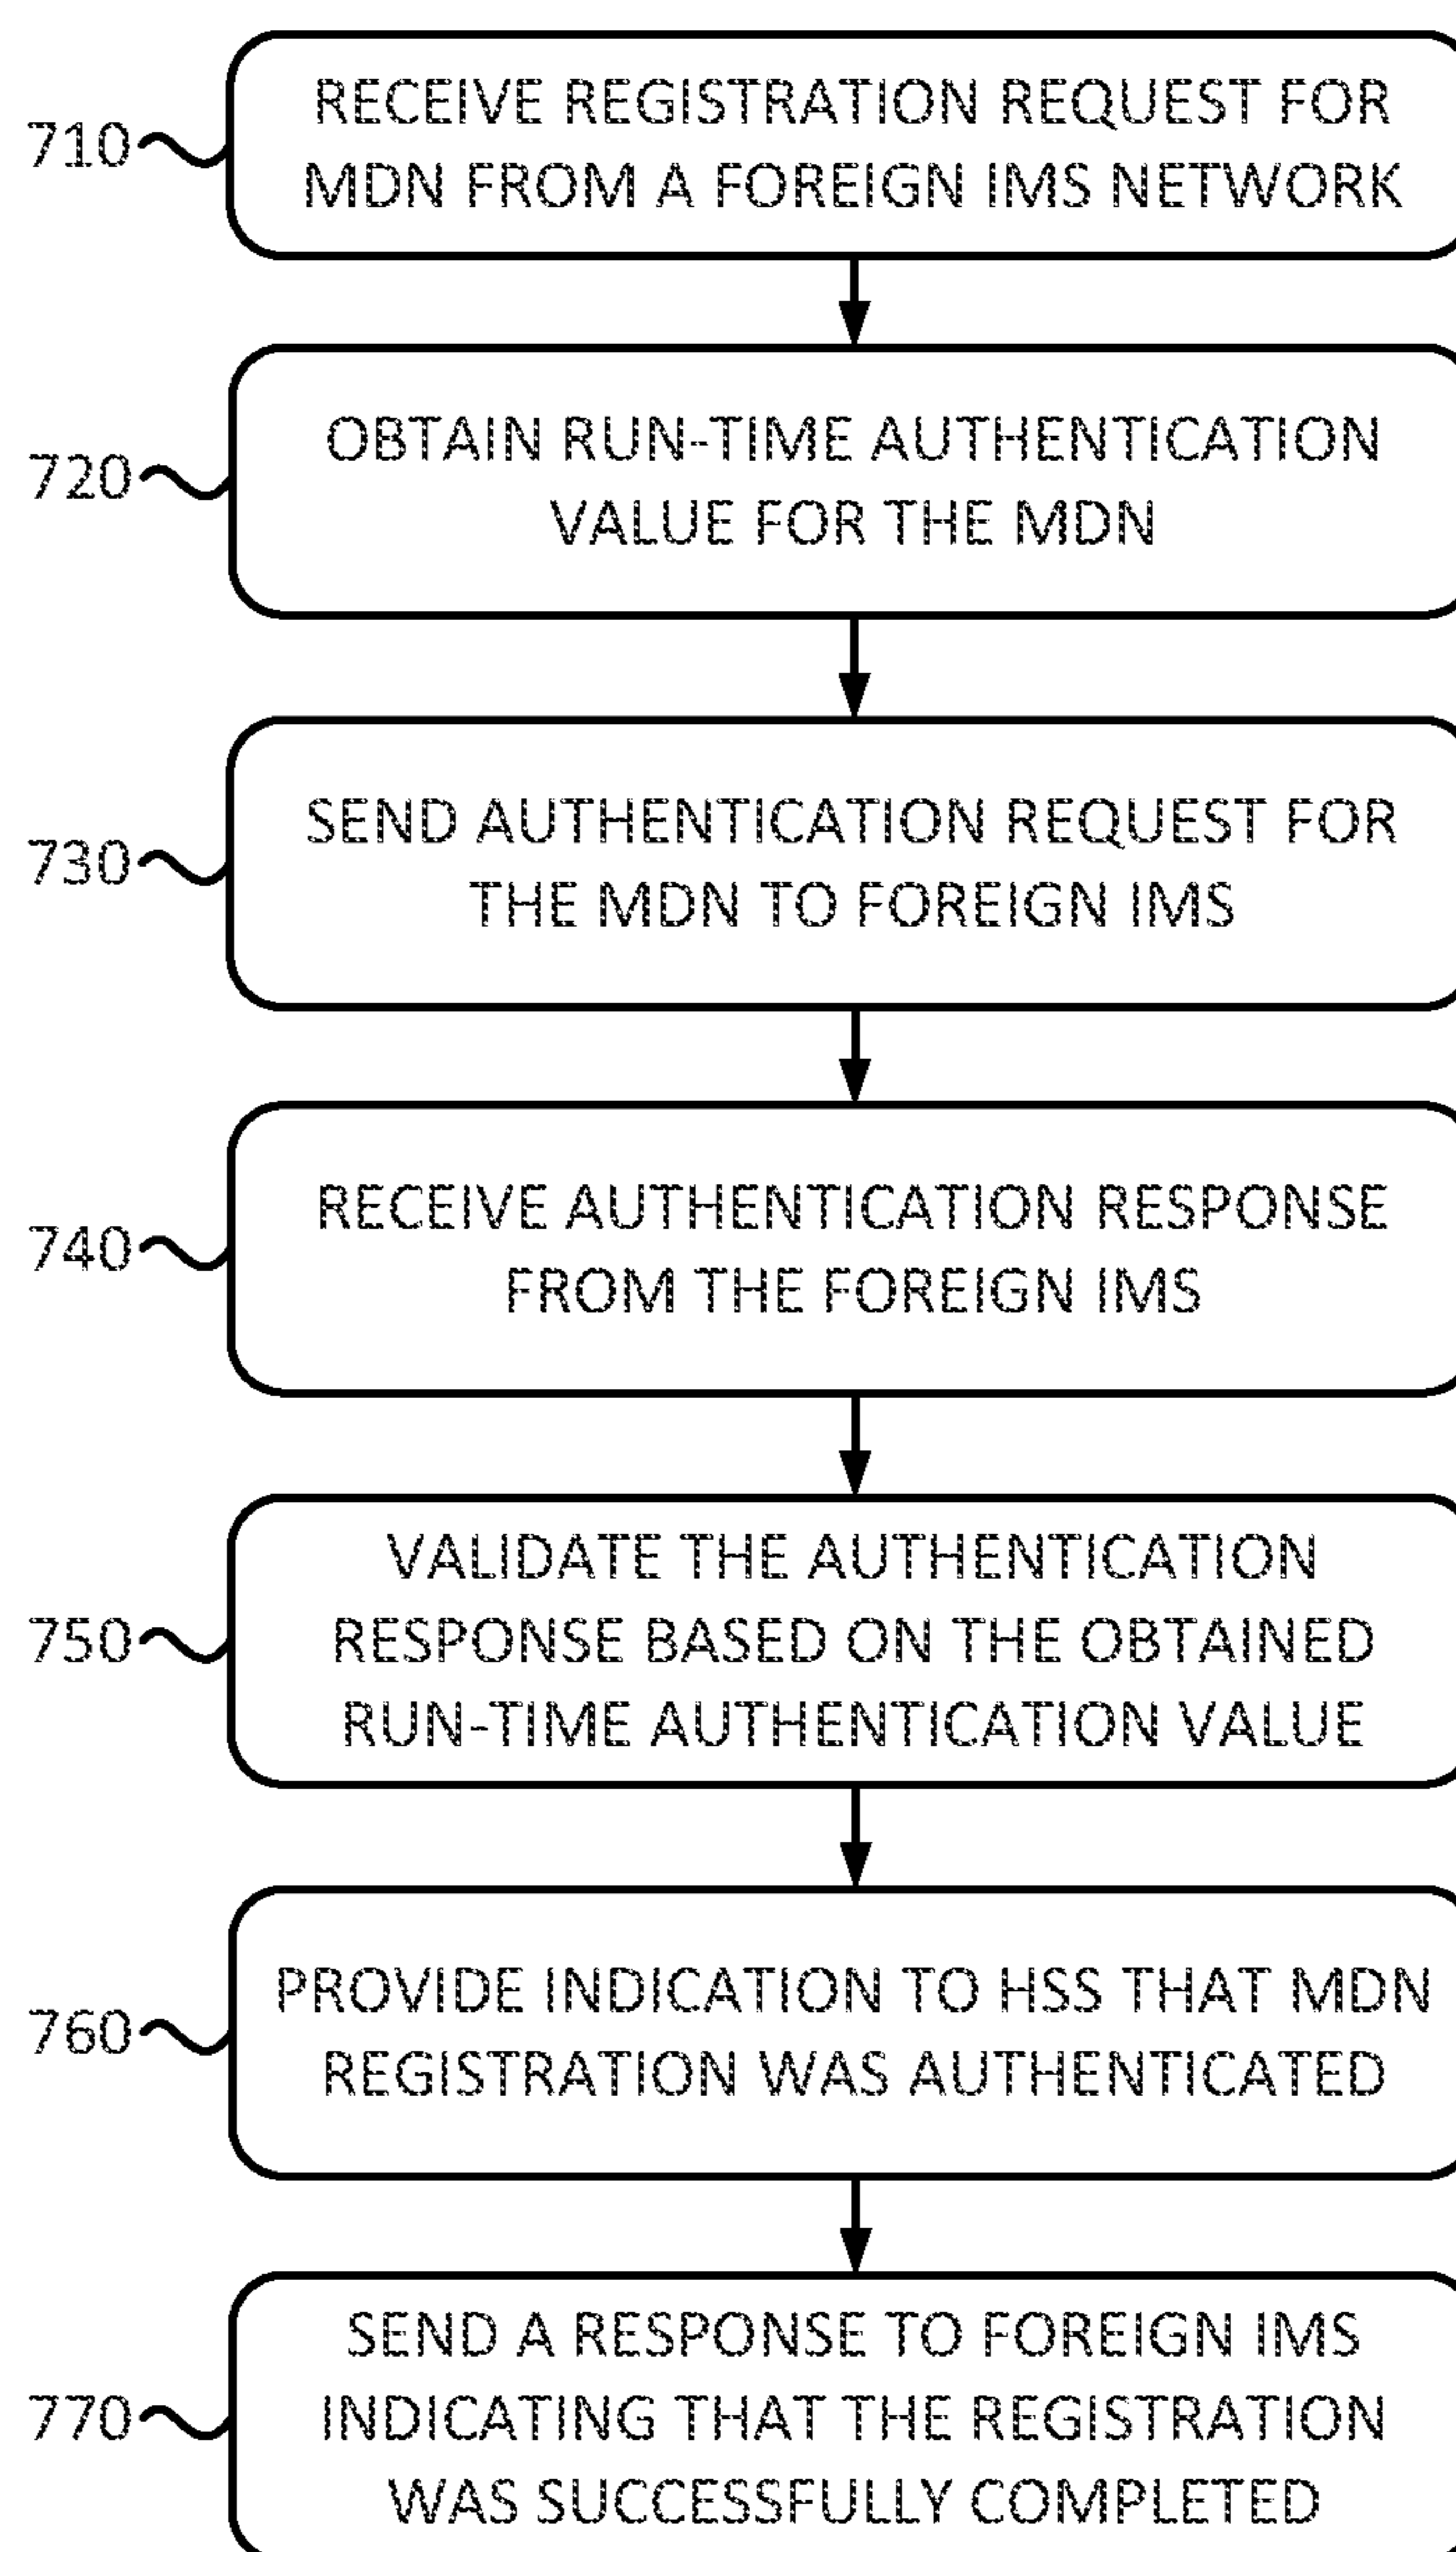 710
RECEIVE REGISTRATION REQUEST FOR
MDN FROM A FOREIGN IMS NETWORK
720
OBTAIN RUN-TIME AUTHENTICATION
VALUE FOR THE MDN
730
SEND AUTHENTICATION REQUEST FOR
THE MDN TO FOREIGN IMS
740
RECEIVE AUTHENTICATION RESPONSE
FROM THE FOREIGN IMS
750
VALIDATE THE AUTHENTICATION
RESPONSE BASED ON THE OBTAINED
RUN-TIME AUTHENTICATION VALUE
760
PROVIDE INDICATION TO HSS THAT MDN
REGISTRATION WAS AUTHENTICATED
770
SEND A RESPONSE TO FOREIGN IMS
INDICATING THAT THE REGISTRATION
WAS SUCCESSFULLY COMPLETED